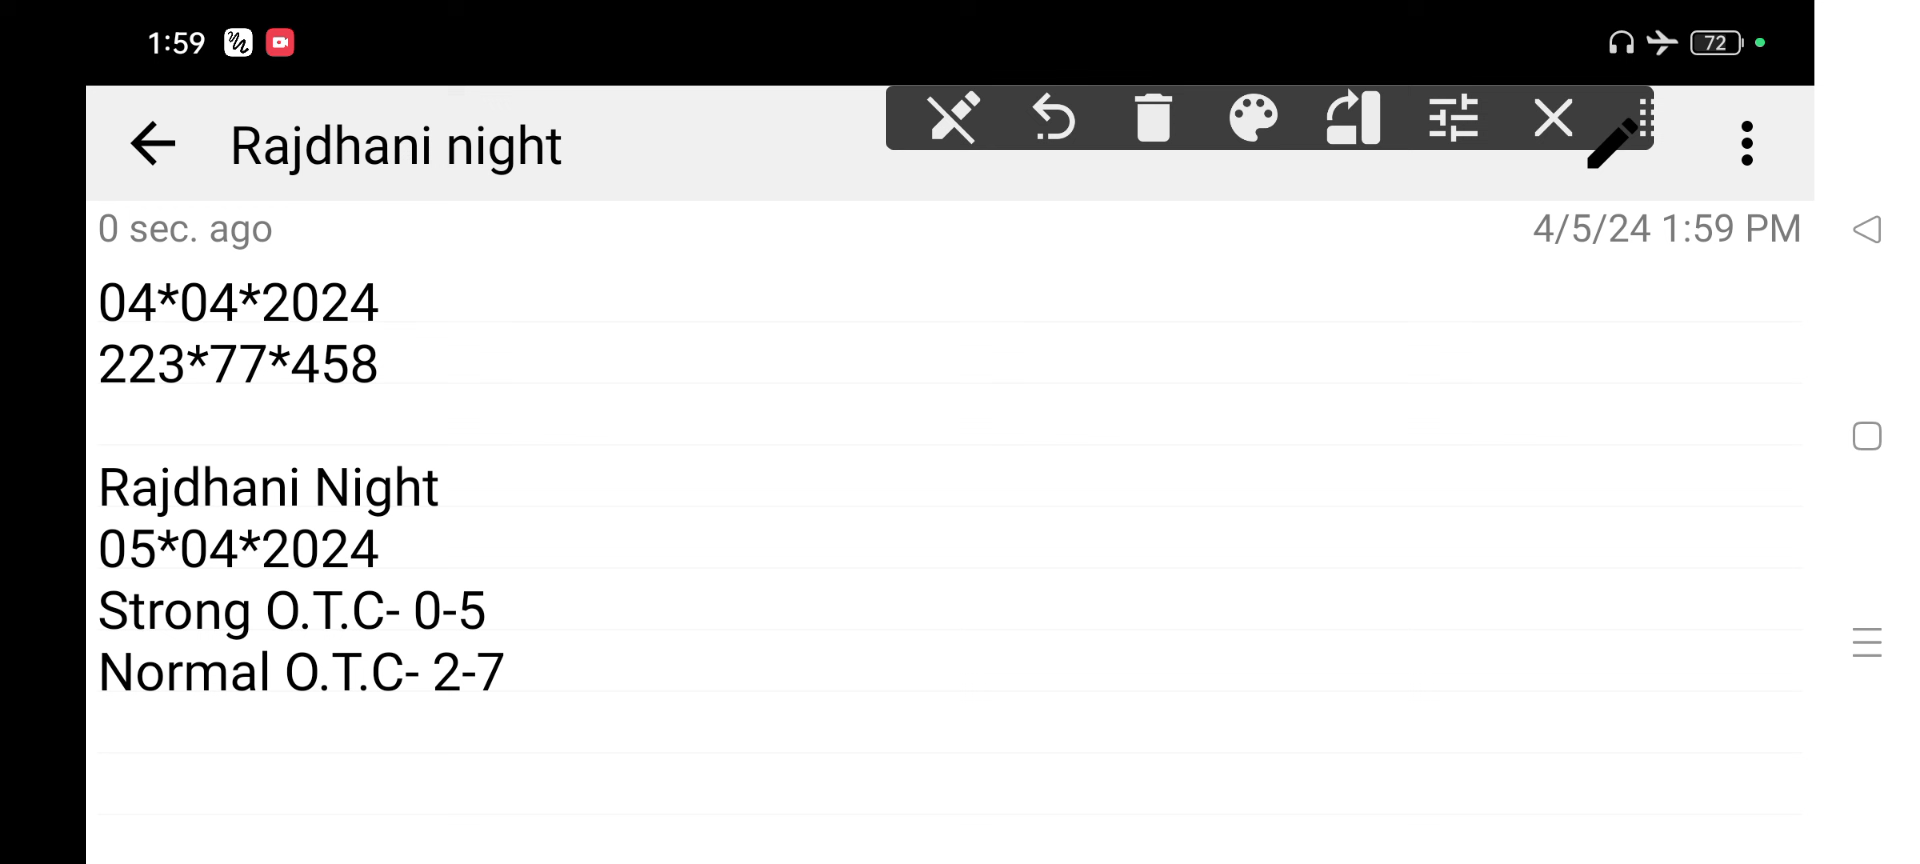 1:59
72
Rajdhani night
0 sec. ago
4/5/24 1:59 PM
04*04*2024
223*77*458
Rajdhani Night
05*04*2024
Strong O.T.C- 0-5
Normal O.T.C- 2-7